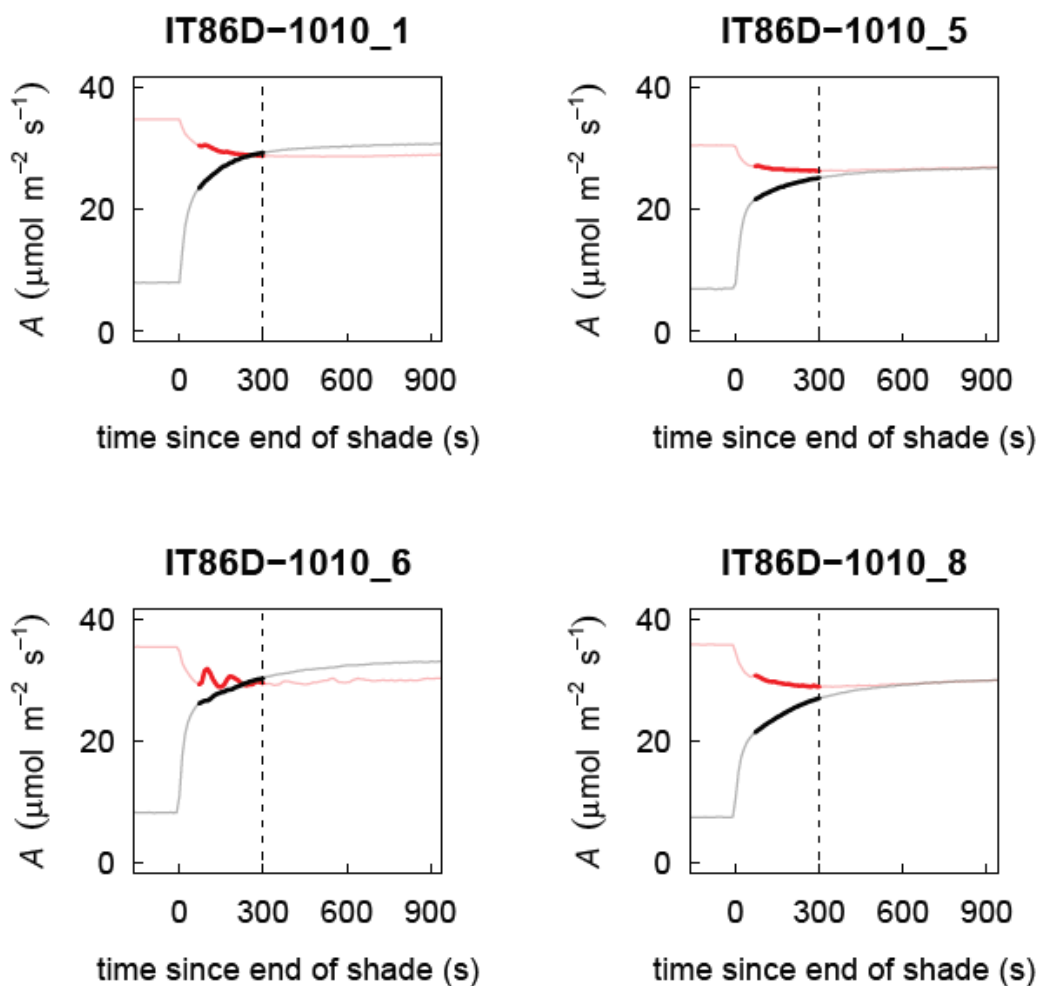 IT86D−1010_1
40
20
0
A (μmol m−2 s−1)
0 300 600 900
time since end of shade (s)
IT86D−1010_5
40
20
0
A (μmol m−2 s−1)
0 300 600 900
time since end of shade (s)
IT86D−1010_6
40
20
0
A (μmol m−2 s−1)
0 300 600 900
time since end of shade (s)
IT86D−1010_8
40
20
0
A (μmol m−2 s−1)
0 300 600 900
time since end of shade (s)